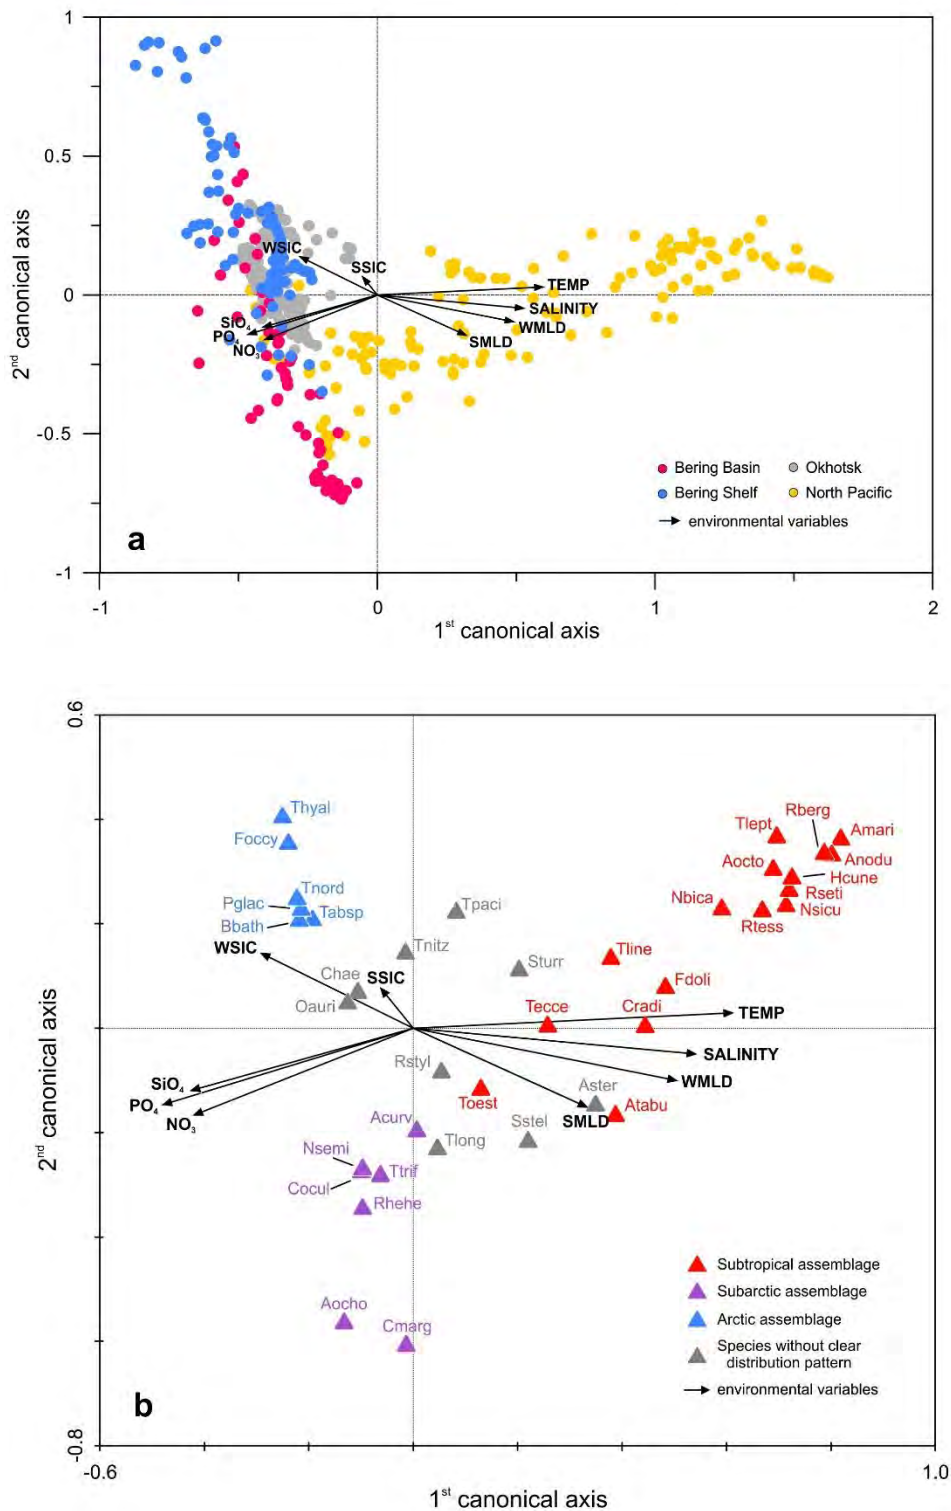 1
0.5
0
-0.5
-1
2nd canonical axis
WSIC
SSIC
TEMP
SALINITY
WMLD
SMLD
SiO4
PO4
NO3
Bering Basin
Okhotsk
Bering Shelf
North Pacific
environmental variables
a
-1
0
1
2
1st canonical axis
0.6
-0.8
2nd canonical axis
Thyal
Foccy
Tnord
Pglac
Tabsp
Bbath
WSIC
SSIC
Chae
Oauri
Tpaci
Tnitz
Sturr
Rberg
Tlept
Amari
Aocto
Anodu
Hcune
Nbica
Rseti
Nsicu
Rtess
Tline
Fdoli
Tecce
Cradi
TEMP
SALINITY
WMLD
SMLD
SiO4
PO4
NO3
Rstyl
Toest
Aster
Atabu
Acurv
Sstel
Tlong
Nsemi
Ttrif
Cocul
Rhehe
Aocho
Cmarg
Subtropical assemblage
Subarctic assemblage
Arctic assemblage
Species without clear
distribution pattern
environmental variables
b
-0.6
1.0
1st canonical axis